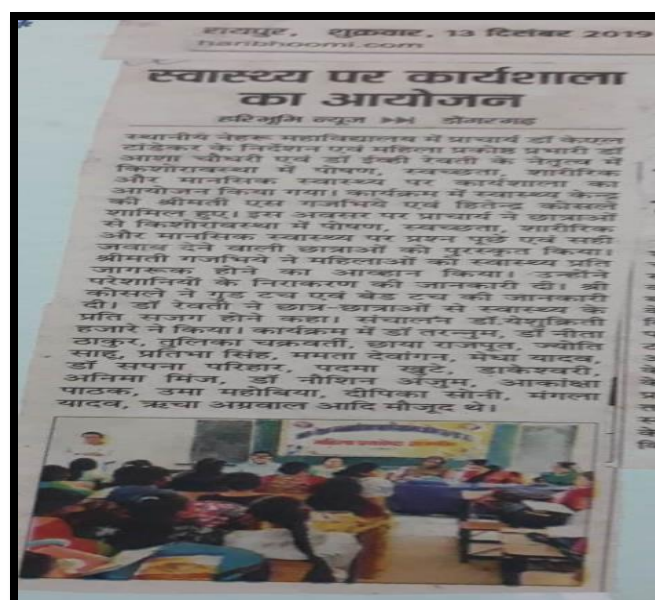 रायपुर, शुक्रवार, 13 दिसंबर 2019
haribhoomi.com
स्वास्थ्य पर कार्यशाला
का आयोजन
हरिभूमि न्यूज डोंगरगढ़
स्थानीय नेहरू महाविद्यालय में प्राचार्य डॉ केएल
टांडेकर के निर्देशन एवं महिला प्रकोष्ठ प्रभारी डॉ
आशा चौधरी एवं डॉ ईव्ही रेवती के नेतृत्व में
किशोरावस्था में पोषण, स्वच्छता, शारीरिक
और मानसिक स्वास्थ्य पर कार्यशाला का
आयोजन किया गया। कार्यक्रम में स्वास्थ्य केन्द्र
की श्रीमती एस गजभिये एवं हितेन्द्र कोसले
शामिल हुए। इस अवसर पर प्राचार्य ने छात्राओं
से किशोरावस्था में पोषण, स्वच्छता, शारीरिक
और मानसिक स्वास्थ्य पर प्रश्न पूछे एवं सही
जवाब देने वाली छात्राओं को पुरस्कृत किया।
श्रीमती गजभिये ने महिलाओं को स्वास्थ्य प्रति
जागरूक होने का आव्हान किया। उन्होंने
परेशानियों के निराकरण की जानकारी दी। श्री
कोसले ने गुड टच एवं बेड टच की जानकारी
दी। डॉ रेवती ने छात्र-छात्राओं से स्वास्थ्य के
प्रति सजग होने कहा। संचालन डॉ.येशुक्रिती
हजारे ने किया। कार्यक्रम में डॉ तरन्नुम, डॉ नीता
ठाकुर, तुलिका चक्रवर्ती, छाया राजपूत, ज्योति
साहू, प्रतिभा सिंह, ममता देवांगन, मेघा यादव,
डॉ सपना परिहार, पदमा खुटे, डाकेश्वरी,
अनिमा मिंज, डॉ नौशिन अंजुम, आकांक्षा
पाठक, उमा महोबिया, दीपिका सोनी, मंगला
यादव, ऋचा अग्रवाल आदि मौजूद थे।